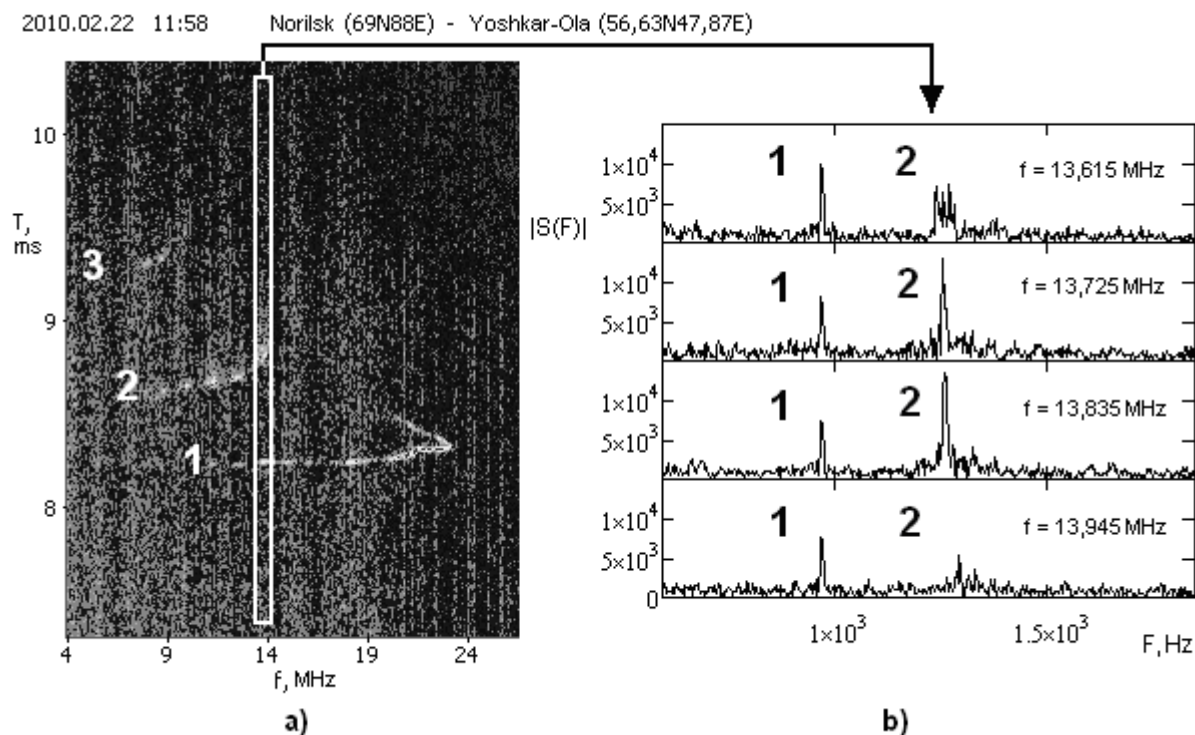 2010.02.22 11:58 Norilsk (69N88E) - Yoshkar-Ola (56,63N47,87E)
10
T,
ms
9
8
3
2
1
4 9 14 19 24
f, MHz
a)
|S(F)|
1×10⁴
5×10³
1 2 f = 13,615 MHz
1×10⁴
5×10³
1 2 f = 13,725 MHz
1×10⁴
5×10³
1 2 f = 13,835 MHz
1×10⁴
5×10³
0
1 2 f = 13,945 MHz
1×10³ 1.5×10³ F, Hz
b)